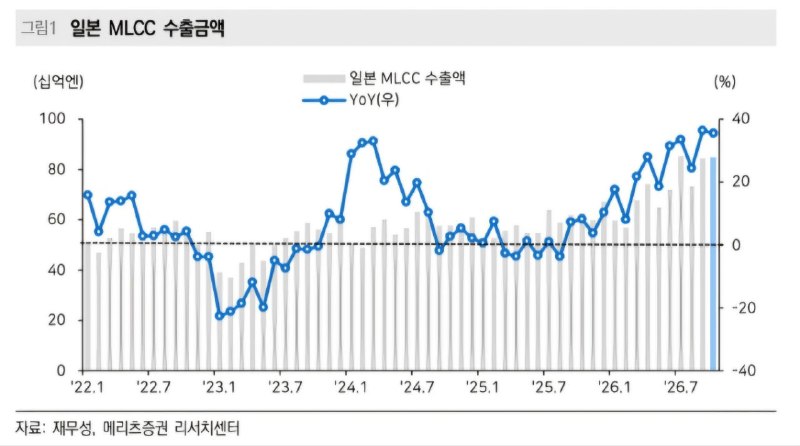 그림1 일본 MLCC 수출금액
(십억엔)
일본 MLCC 수출액
YoY(우)
(%)
100
80
60
40
20
0
40
20
0
-20
-40
'22.1 '22.7 '23.1 '23.7 '24.1 '24.7 '25.1 '25.7 '26.1 '26.7
자료: 재무성, 메리츠증권 리서치센터